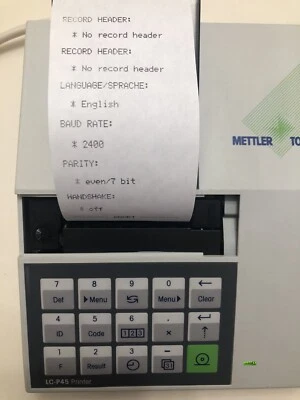 RECORD HEADER:
* No record header
RECORD HEADER:
* No record header
LANGUAGE/SPRACHE:
* English
BAUD RATE:
* 2400
PARITY:
* even/7 bit
HANDSHAKE:
* off
METTLER TO
7 8 9 0 ←
Def ▶Menu Menu▶ Clear
4 5 6 . ↵
ID Code 123 × ↑
1 2 3 −
F Result
LC-P45 Printer